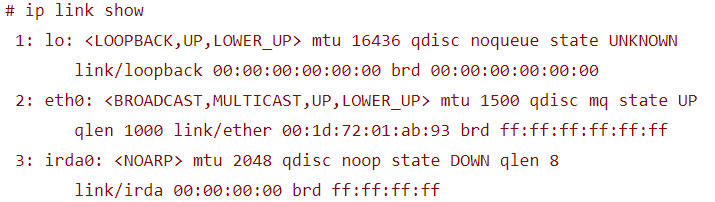 # ip link show
1: lo: <LOOPBACK,UP,LOWER_UP> mtu 16436 qdisc noqueue state UNKNOWN
link/loopback 00:00:00:00:00:00 brd 00:00:00:00:00:00
2: eth0: <BROADCAST,MULTICAST,UP,LOWER_UP> mtu 1500 qdisc mq state UP
qlen 1000 link/ether 00:1d:72:01:ab:93 brd ff:ff:ff:ff:ff:ff
3: irda0: <NOARP> mtu 2048 qdisc noop state DOWN qlen 8
link/irda 00:00:00:00 brd ff:ff:ff:ff